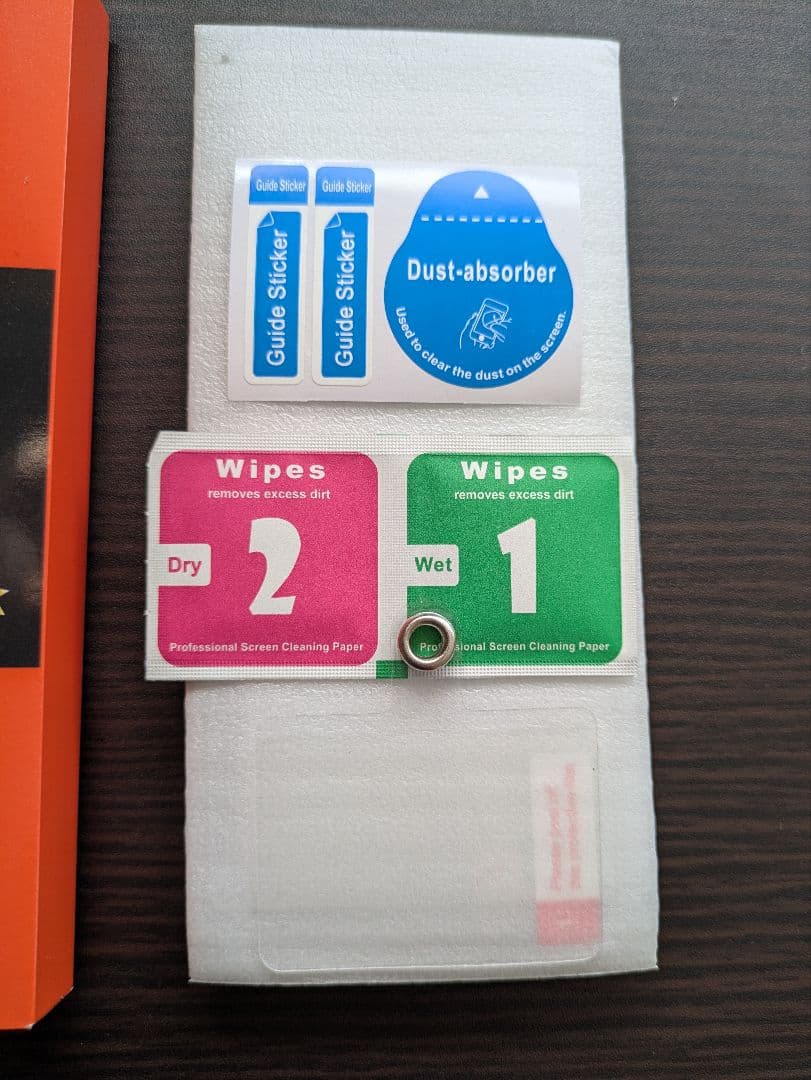 Guide Sticker
Guide Sticker
Guide Sticker
Guide Sticker
Dust-absorber
Used to clear the dust on the screen.
Wipes
removes excess dirt
2
Dry
Professional Screen Cleaning Paper
Wipes
removes excess dirt
1
Wet
Screen Cleaning Paper